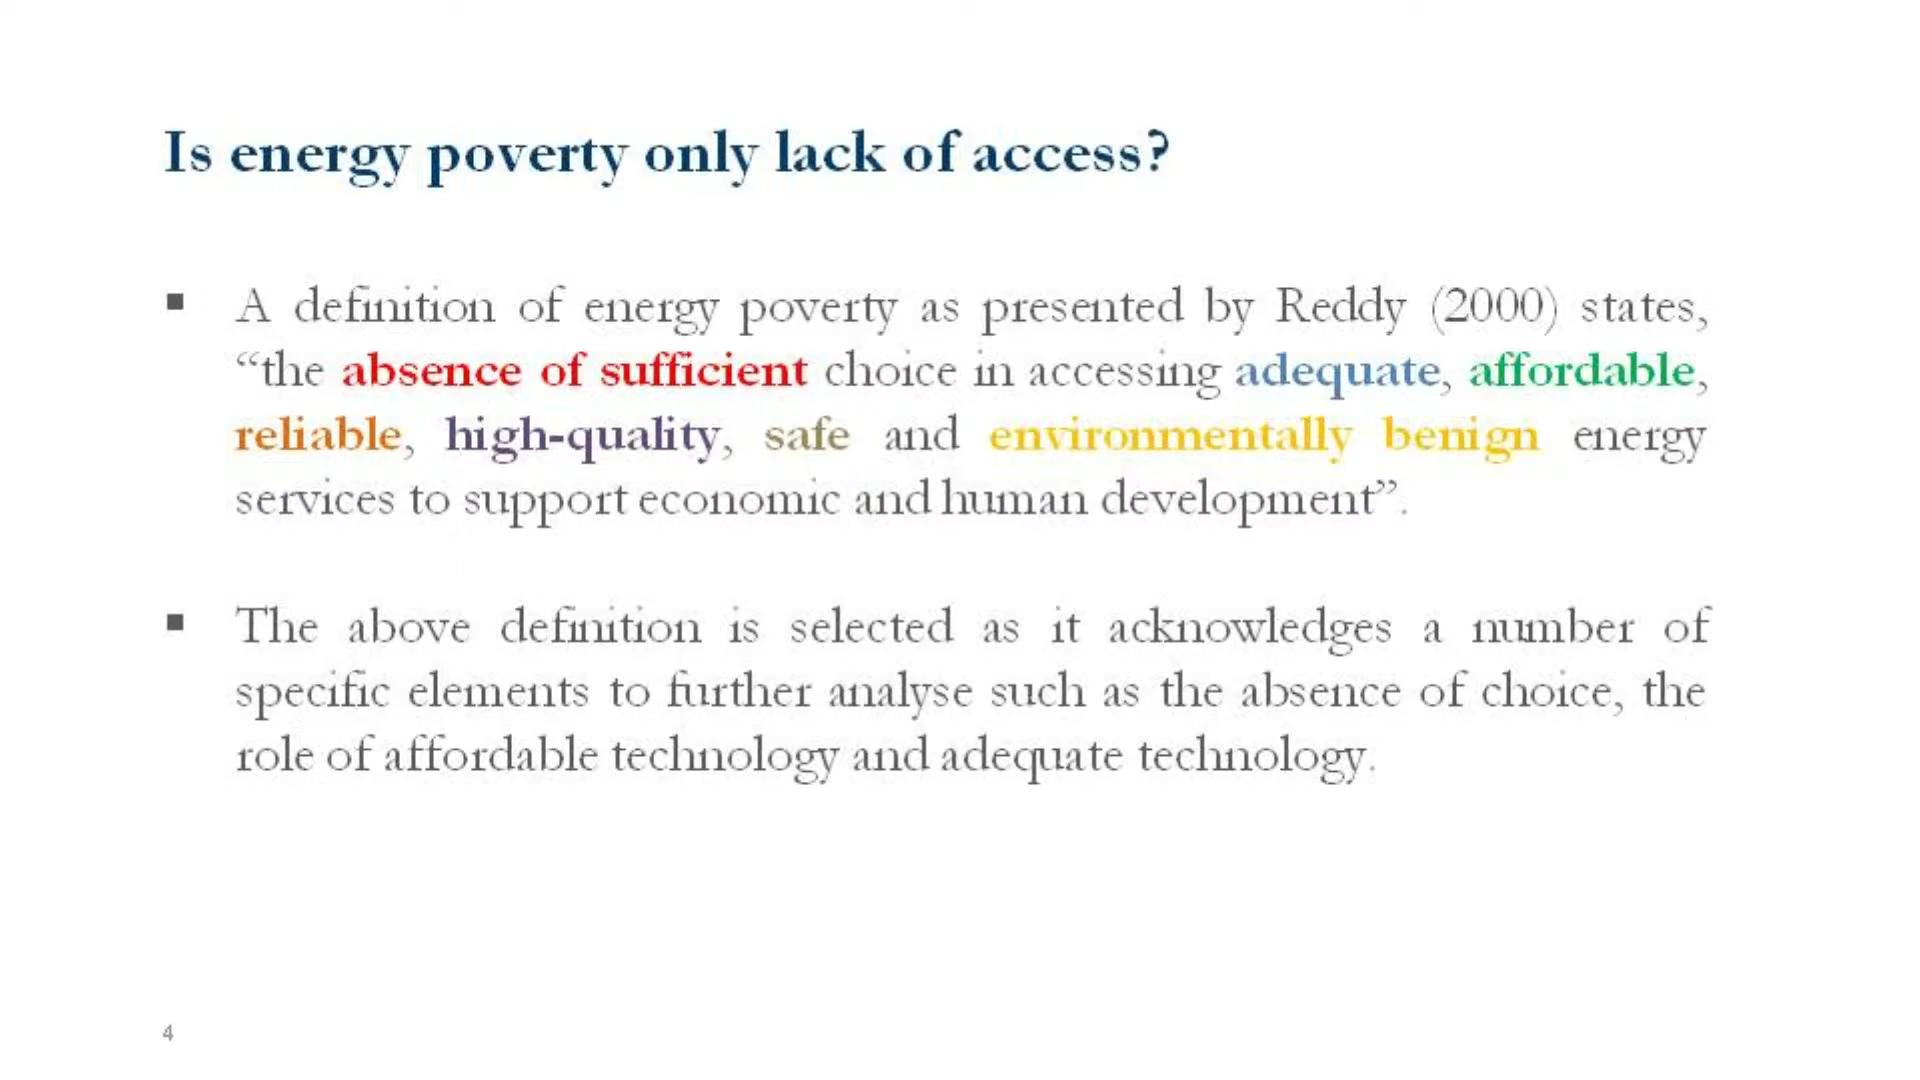 Is energy poverty only lack of access?
▪ A definition of energy poverty as presented by Reddy (2000) states,
“the absence of sufficient choice in accessing adequate, affordable,
reliable, high-quality, safe and environmentally benign energy
services to support economic and human development”.
▪ The above definition is selected as it acknowledges a number of
specific elements to further analyse such as the absence of choice, the
role of affordable technology and adequate technology.
4